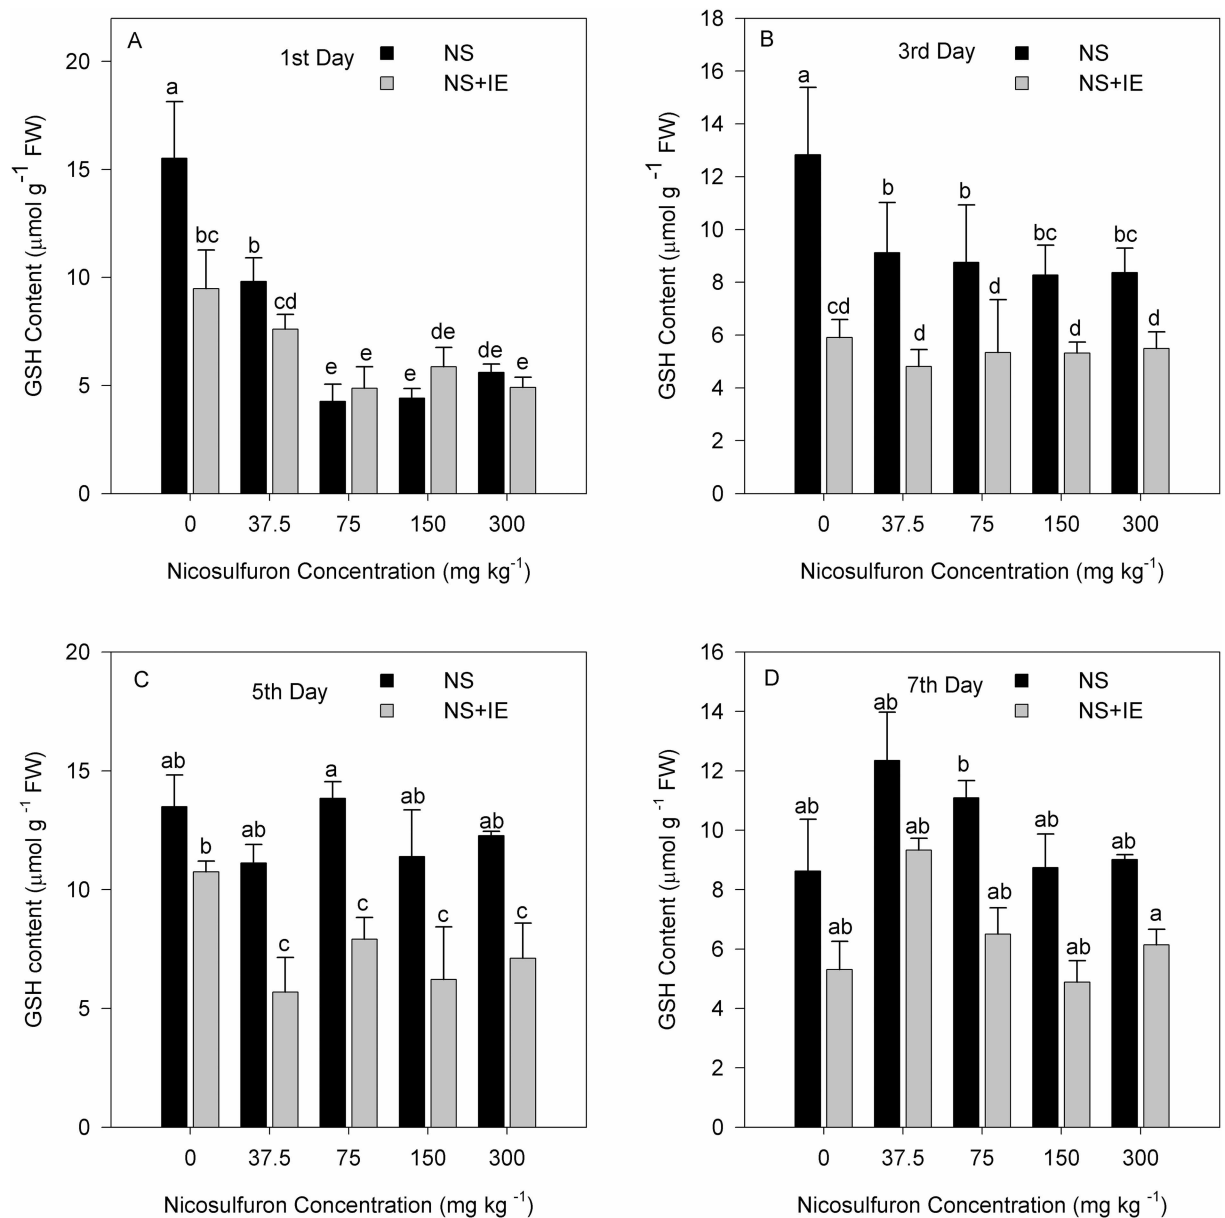 A
1st Day
NS
NS+IE
GSH Content (μmol g-1 FW)
20
15
10
5
0
a
bc
b
cd
e
e
e
de
de
e
0 37.5 75 150 300
Nicosulfuron Concentration (mg kg-1)
B
3rd Day
NS
NS+IE
GSH Content (μmol g -1 FW)
18
16
14
12
10
8
6
4
2
0
a
cd
b
d
b
d
bc
d
bc
d
0 37.5 75 150 300
Nicosulfuron Concentration (mg kg-1)
C
5th Day
NS
NS+IE
GSH content (μmol g -1 FW)
20
15
10
5
0
ab
b
ab
c
a
c
ab
c
ab
c
0 37.5 75 150 300
Nicosulfuron Concentration (mg kg -1)
D
7th Day
NS
NS+IE
GSH Content (μmol g -1 FW)
16
14
12
10
8
6
4
2
0
ab
ab
ab
ab
b
ab
ab
ab
ab
a
0 37.5 75 150 300
Nicosulfuron Concentration (mg kg -1)